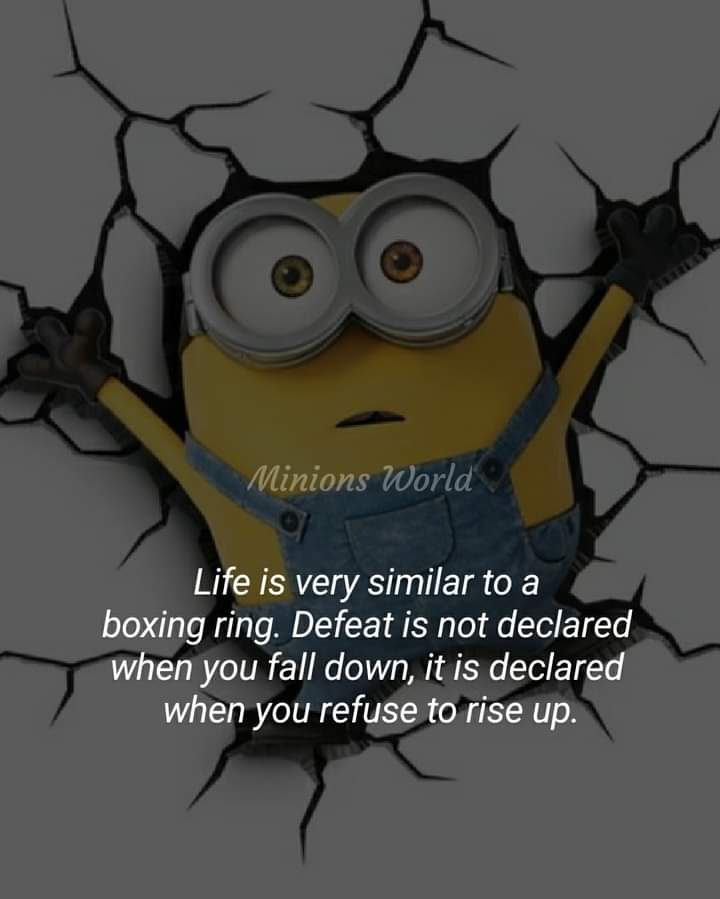 Minions World
Life is very similar to a
boxing ring. Defeat is not declared
when you fall down, it is declared
when you refuse to rise up.